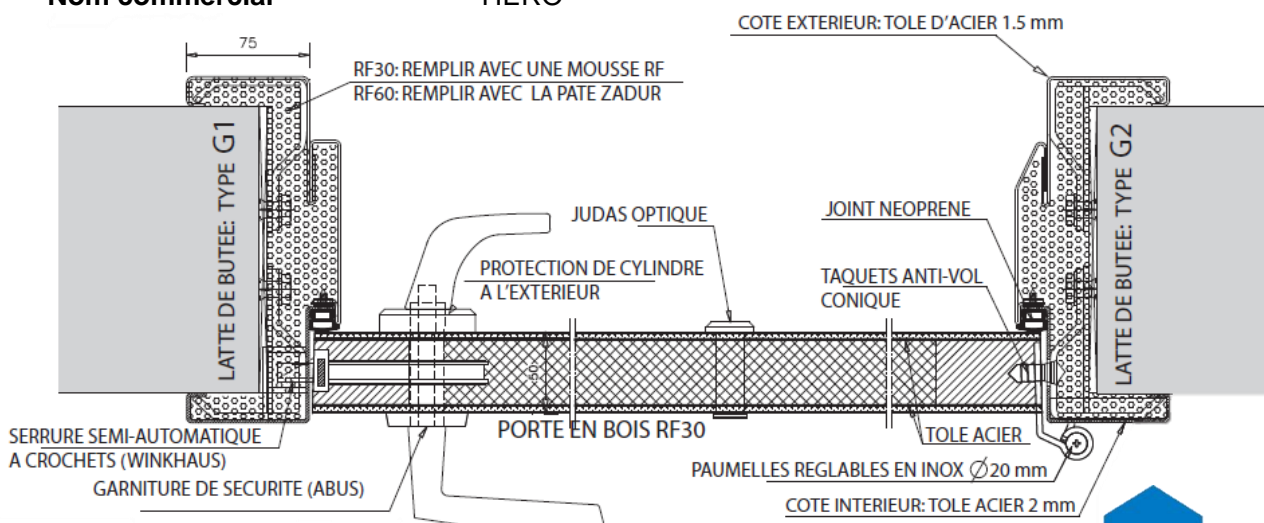 Nom commercial HERO
COTE EXTERIEUR: TOLE D'ACIER 1.5 mm
75
RF30: REMPLIR AVEC UNE MOUSSE RF
RF60: REMPLIR AVEC LA PATE ZADUR
LATTE DE BUTEE: TYPE G1
LATTE DE BUTEE: TYPE G2
JUDAS OPTIQUE
JOINT NEOPRENE
PROTECTION DE CYLINDRE
A L'EXTERIEUR
TAQUETS ANTI-VOL
CONIQUE
50
PORTE EN BOIS RF30
TOLE ACIER
SERRURE SEMI-AUTOMATIQUE
A CROCHETS (WINKHAUS)
GARNITURE DE SECURITE (ABUS)
PAUMELLES REGLABLES EN INOX ∅20 mm
COTE INTERIEUR: TOLE ACIER 2 mm